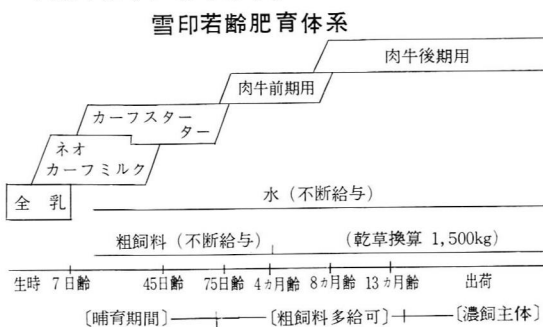 雪印若齢肥育体系
肉牛後期用
肉牛前期用
カーフスター
ター
ネオ
カーフミルク
全 乳
水（不断給与）
粗飼料（不断給与） （乾草換算 1,500kg）
生時 7日齢 45日齢 75日齢 4ヵ月齢 8ヵ月齢 13ヵ月齢 出荷
〔哺育期間〕 〔粗飼料多給可〕 〔濃飼主体〕